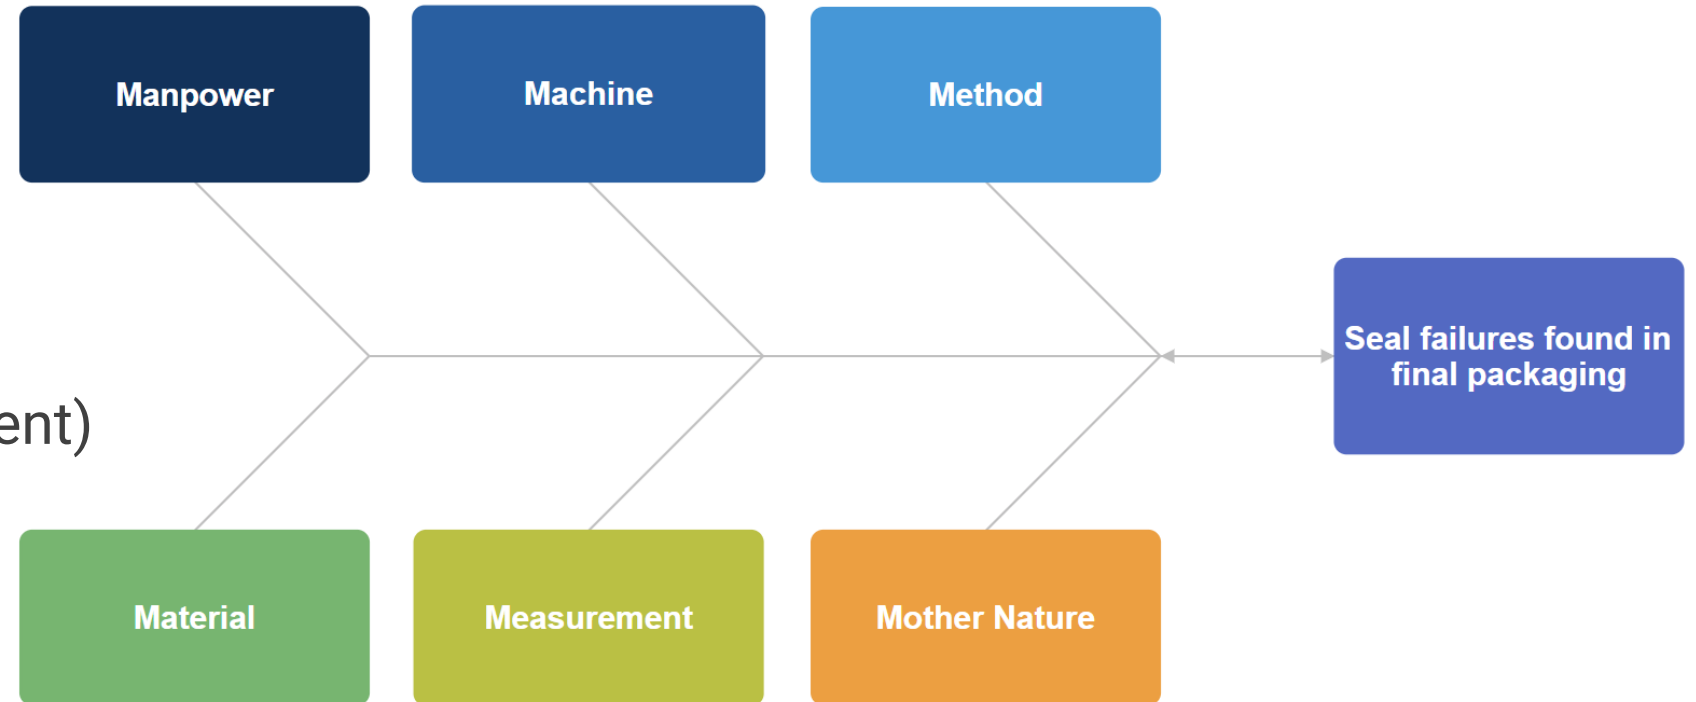 Manpower
Machine
Method
Seal failures found in
final packaging
ent)
Material
Measurement
Mother Nature